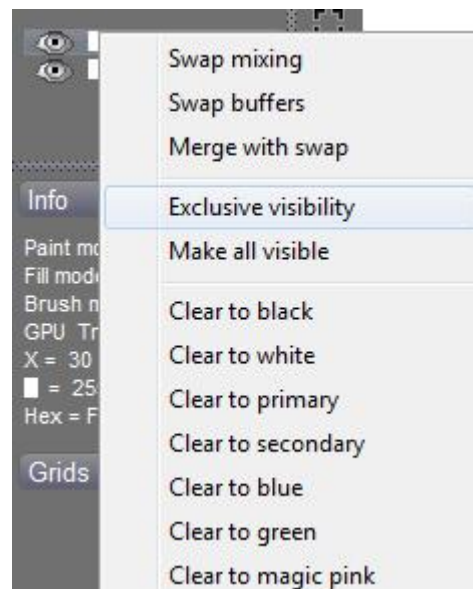 Swap mixing
Swap buffers
Merge with swap
Exclusive visibility
Make all visible
Clear to black
Clear to white
Clear to primary
Clear to secondary
Clear to blue
Clear to green
Clear to magic pink
Info
Paint
Fill
Brush
GPU
X = 30
= 25
Hex = F
Grids